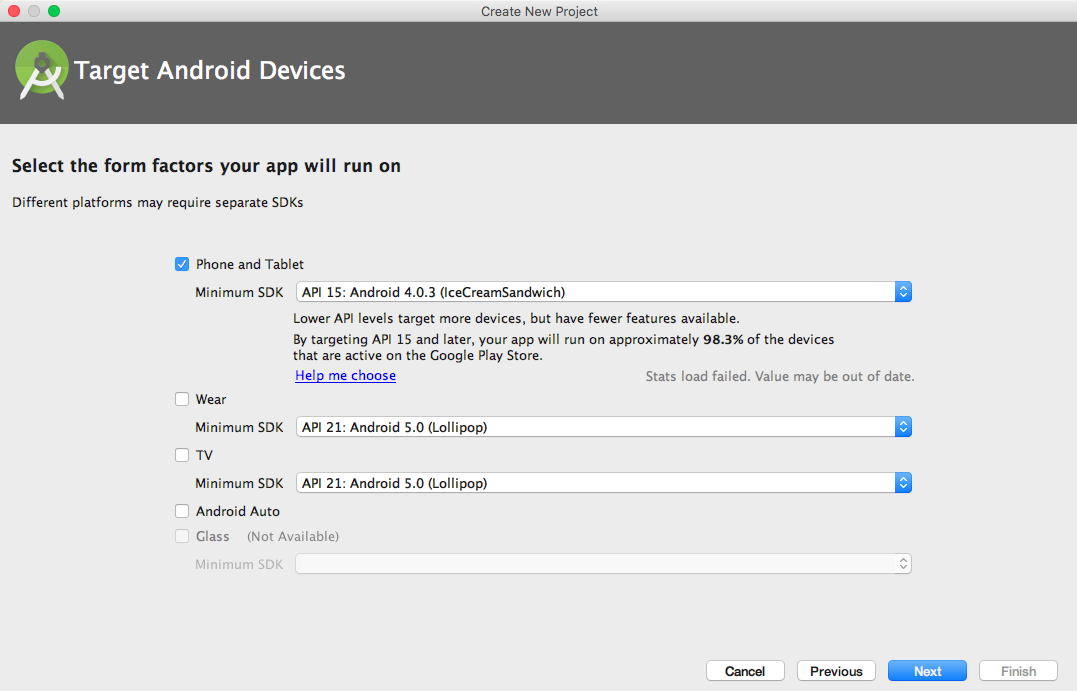 Create New Project
Target Android Devices
Select the form factors your app will run on
Different platforms may require separate SDKs
Phone and Tablet
Minimum SDK API 15: Android 4.0.3 (IceCreamSandwich)
Lower API levels target more devices, but have fewer features available.
By targeting API 15 and later, your app will run on approximately 98.3% of the devices
that are active on the Google Play Store.
Help me choose Stats load failed. Value may be out of date.
Wear
Minimum SDK API 21: Android 5.0 (Lollipop)
TV
Minimum SDK API 21: Android 5.0 (Lollipop)
Android Auto
Glass (Not Available)
Minimum SDK
Cancel Previous Next Finish